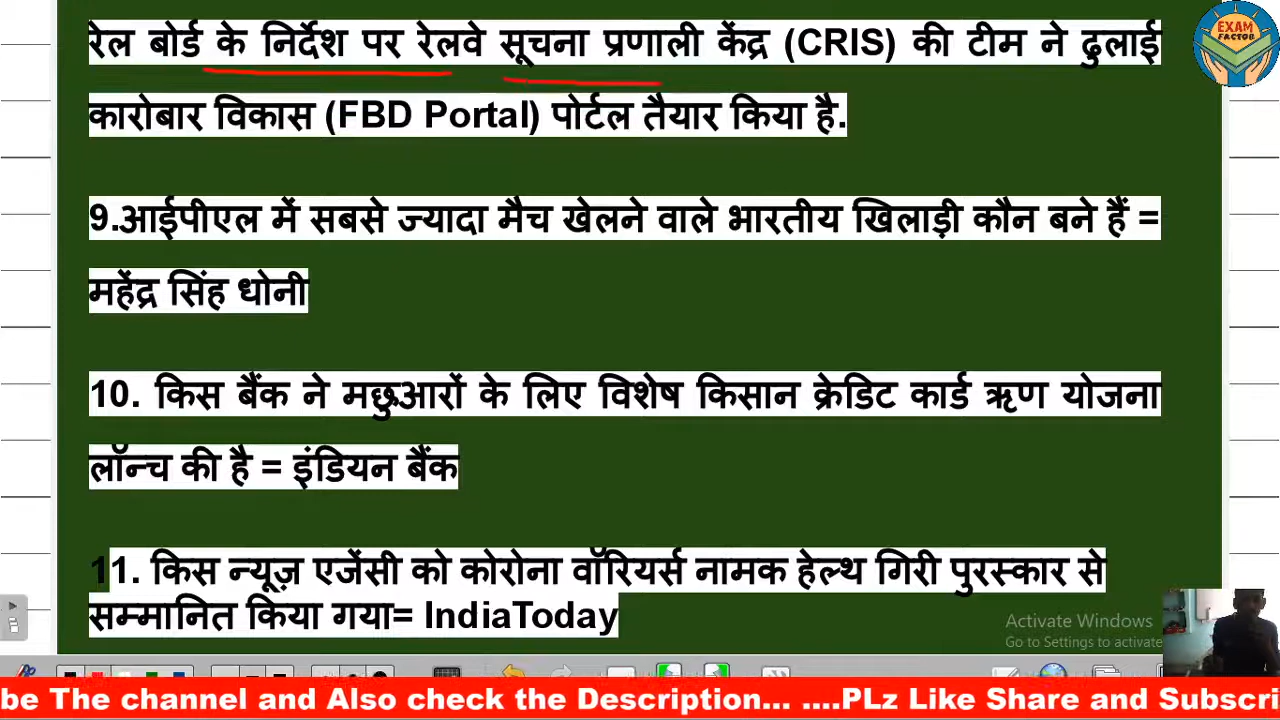 EXAM
FACTOR
रेल बोर्ड के निर्देश पर रेलवे सूचना प्रणाली केंद्र (CRIS) की टीम ने ढुलाई
कारोबार विकास (FBD Portal) पोर्टल तैयार किया है.
9.आईपीएल में सबसे ज्यादा मैच खेलने वाले भारतीय खिलाड़ी कौन बने हैं =
महेंद्र सिंह धोनी
10. किस बैंक ने मछुआरों के लिए विशेष किसान क्रेडिट कार्ड ऋण योजना
लॉन्च की है = इंडियन बैंक
11. किस न्यूज़ एजेंसी को कोरोना वॉरियर्स नामक हेल्थ गिरी पुरस्कार से
सम्मानित किया गया= IndiaToday
Activate Windows
Go to Settings to activate
be The channel and Also check the Description... ....PLz Like Share and Subscri